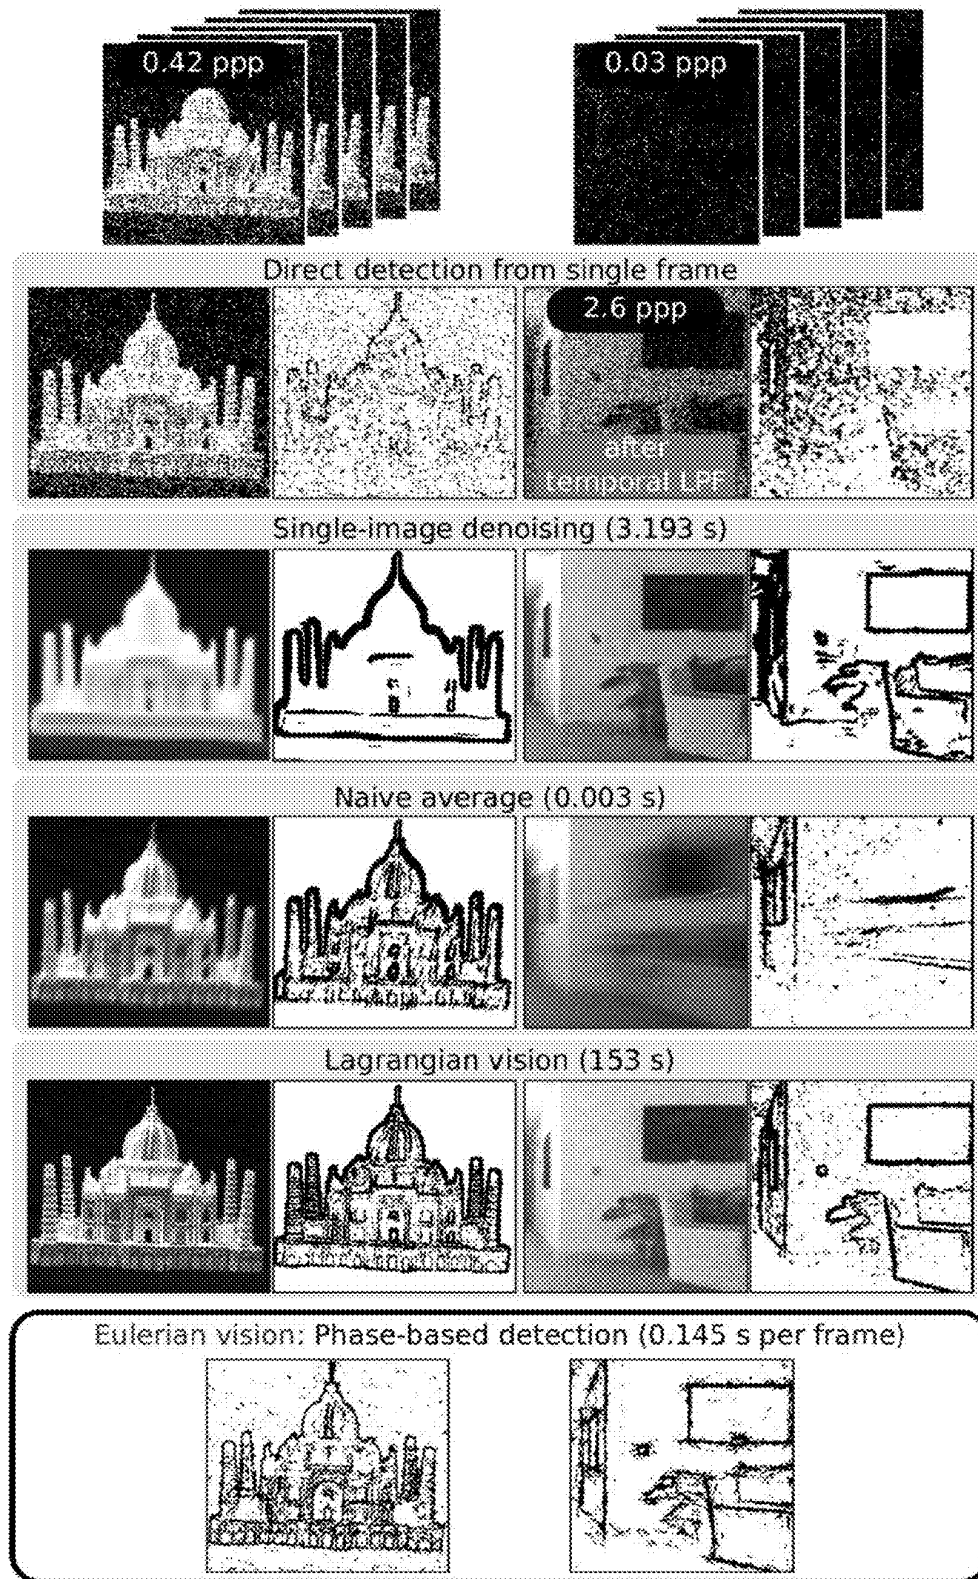 0.42 ppp
0.03 ppp
Direct detection from single frame
2.6 ppp
after
temporal LPF
Single-image denoising (3.193 s)
Naive average (0.003 s)
Lagrangian vision (153 s)
Eulerian vision: Phase-based detection (0.145 s per frame)